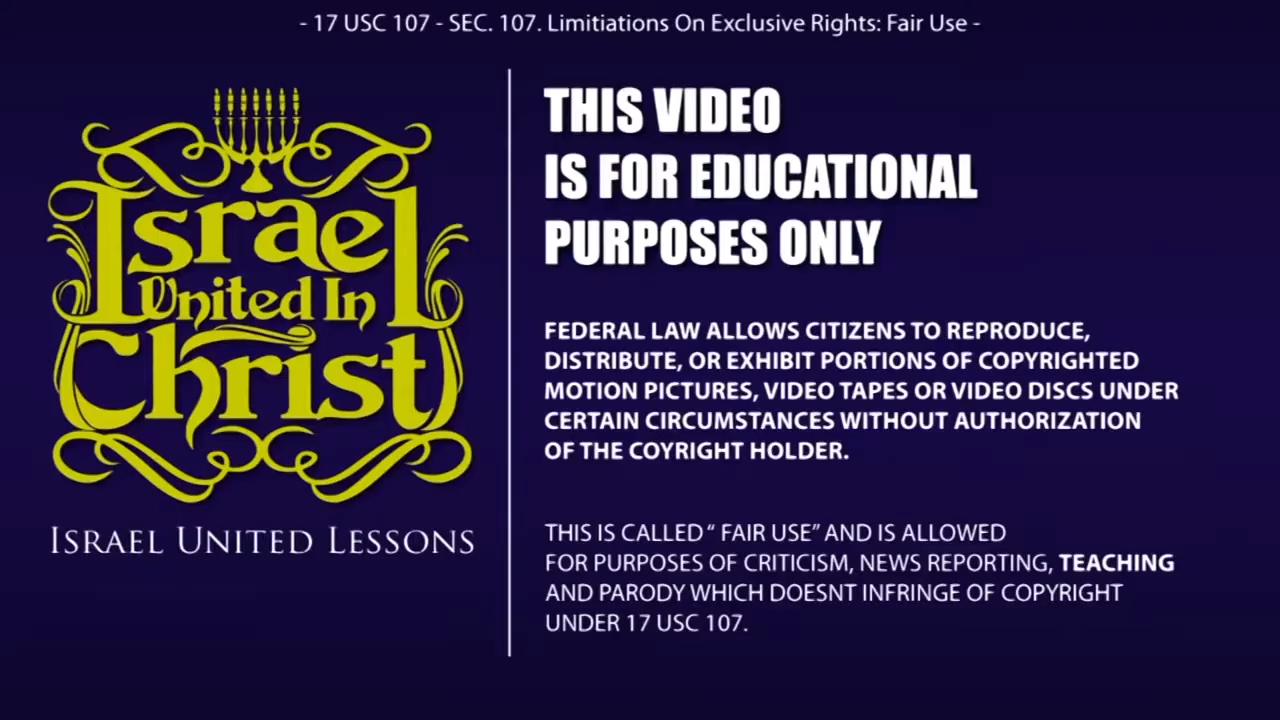 - 17 USC 107 - SEC. 107. Limitiations On Exclusive Rights: Fair Use -
Israel
United In
Christ
ISRAEL UNITED LESSONS
THIS VIDEO
IS FOR EDUCATIONAL
PURPOSES ONLY
FEDERAL LAW ALLOWS CITIZENS TO REPRODUCE,
DISTRIBUTE, OR EXHIBIT PORTIONS OF COPYRIGHTED
MOTION PICTURES, VIDEO TAPES OR VIDEO DISCS UNDER
CERTAIN CIRCUMSTANCES WITHOUT AUTHORIZATION
OF THE COYRIGHT HOLDER.
THIS IS CALLED “ FAIR USE” AND IS ALLOWED
FOR PURPOSES OF CRITICISM, NEWS REPORTING, TEACHING
AND PARODY WHICH DOESNT INFRINGE OF COPYRIGHT
UNDER 17 USC 107.